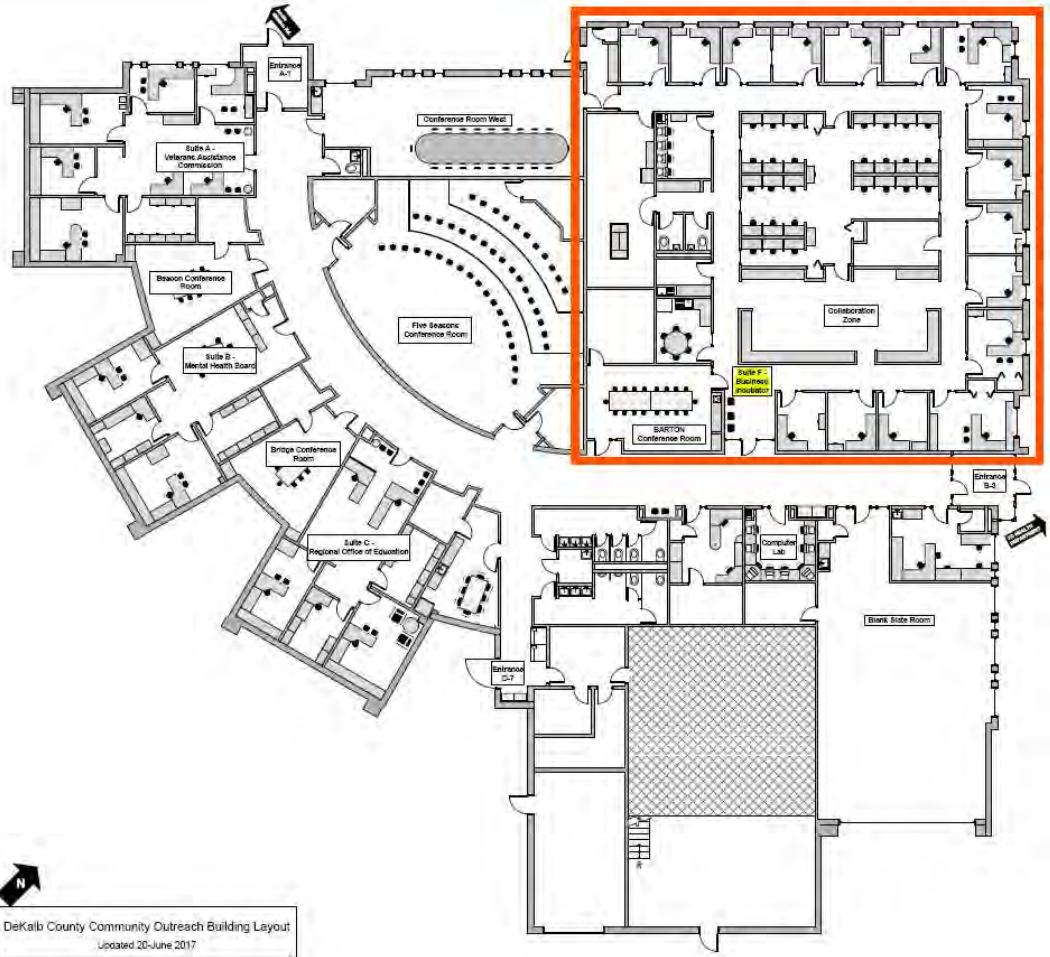 Entrance
A-1
Conference Room West
Suite A -
Veterans Assistance
Commission
Beacon Conference
Room
Five Seasons
Conference Room
Collaboration
Zone
Suite B -
Mental Health Board
Suite F -
Business
Incubator
BARTON
Conference Room
Bridge Conference
Room
Entrance
B-3
Suite C -
Regional Office of Education
Computer
Lab
Blank Slate Room
Entrance
D-7
N
DeKalb County Community Outreach Building Layout
Updated 20-June 2017